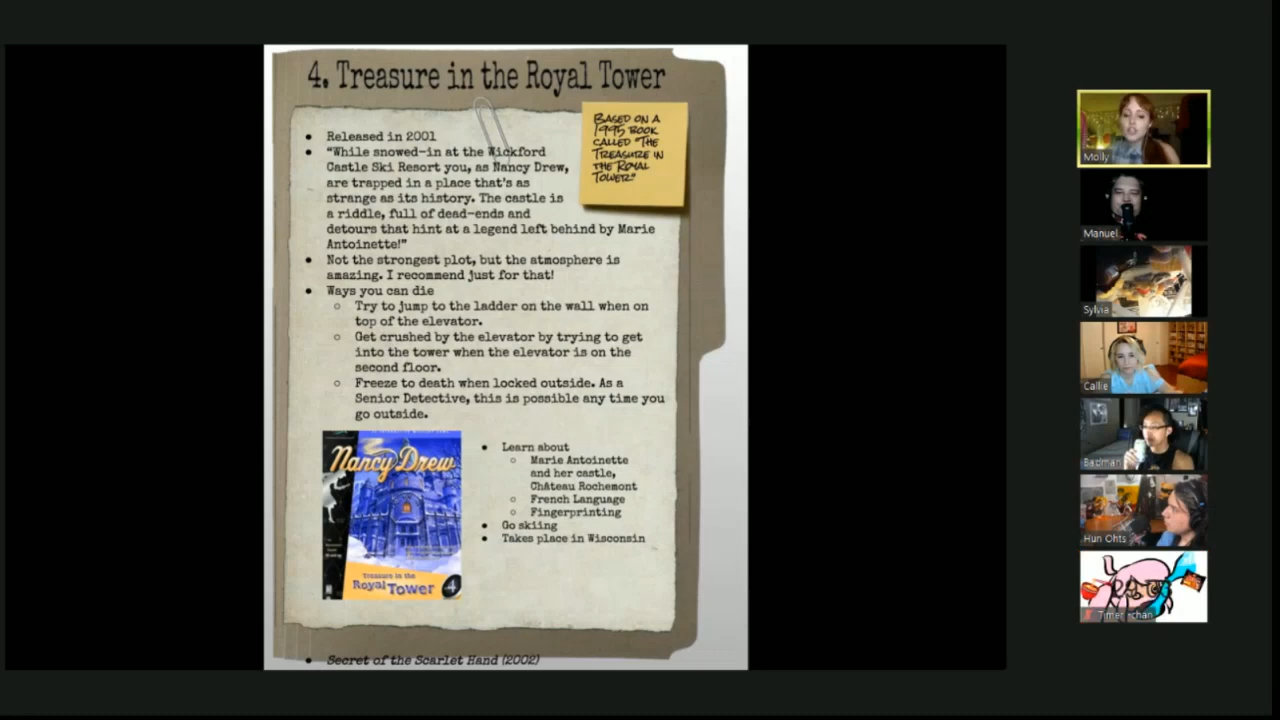 4. Treasure in the Royal Tower
BASED ON A
1995 BOOK
CALLED "THE
TREASURE IN
THE ROYAL
TOWER"
• Released in 2001
• "While snowed-in at the Wickford
Castle Ski Resort you, as Nancy Drew,
are trapped in a place that's as
strange as its history. The castle is
a riddle, full of dead-ends and
detours that hint at a legend left behind by Marie
Antoinette!"
• Not the strongest plot, but the atmosphere is
amazing. I recommend just for that!
• Ways you can die
○ Try to jump to the ladder on the wall when on
top of the elevator.
○ Get crushed by the elevator by trying to get
into the tower when the elevator is on the
second floor.
○ Freeze to death when locked outside. As a
Senior Detective, this is possible any time you
go outside.
Nancy Drew
Treasure in the
Royal Tower
4
• Learn about
○ Marie Antoinette
and her castle,
Château Rochemont
○ French Language
○ Fingerprinting
• Go skiing
• Takes place in Wisconsin
• Secret of the Scarlet Hand (2002)
Molly
Manuel
Sylvia
Callie
Badman
Hun Ohts